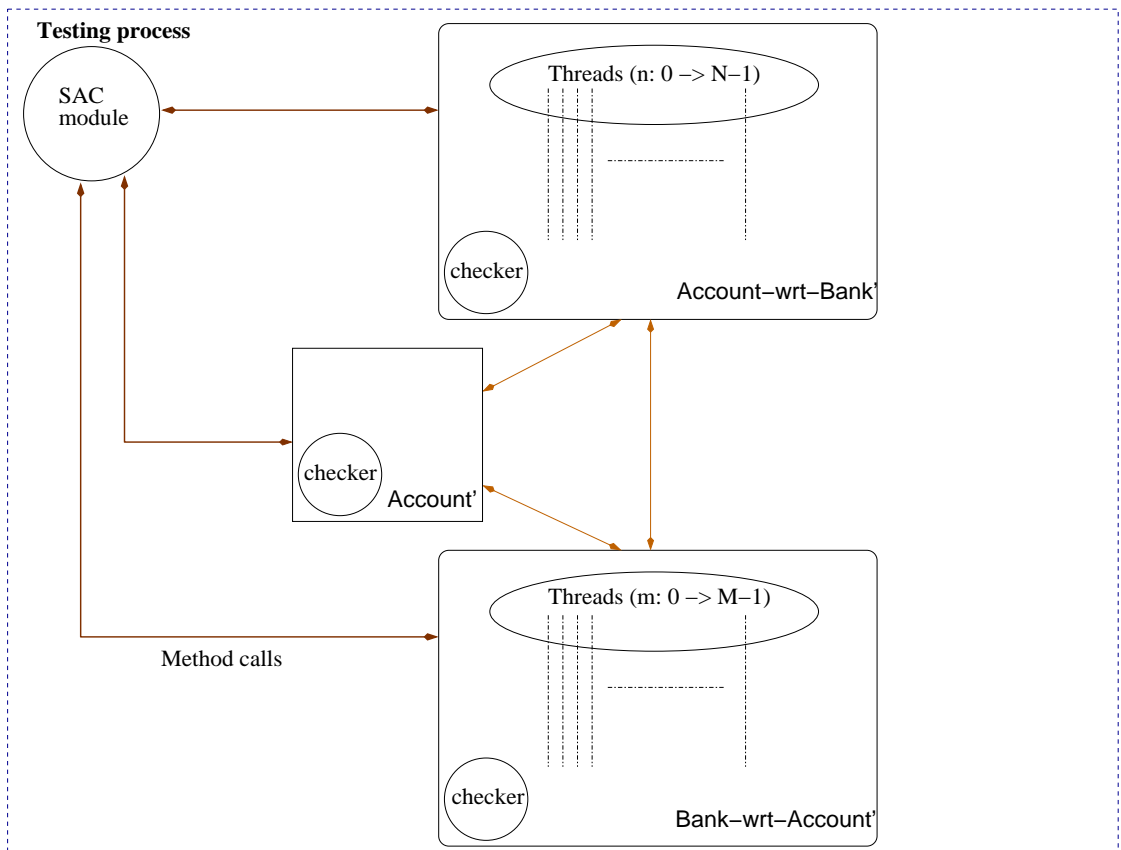 Testing process
SAC
module
Threads (n: 0 −> N−1)
checker
Account−wrt−Bank’
checker
Account’
Threads (m: 0 −> M−1)
Method calls
checker
Bank−wrt−Account’